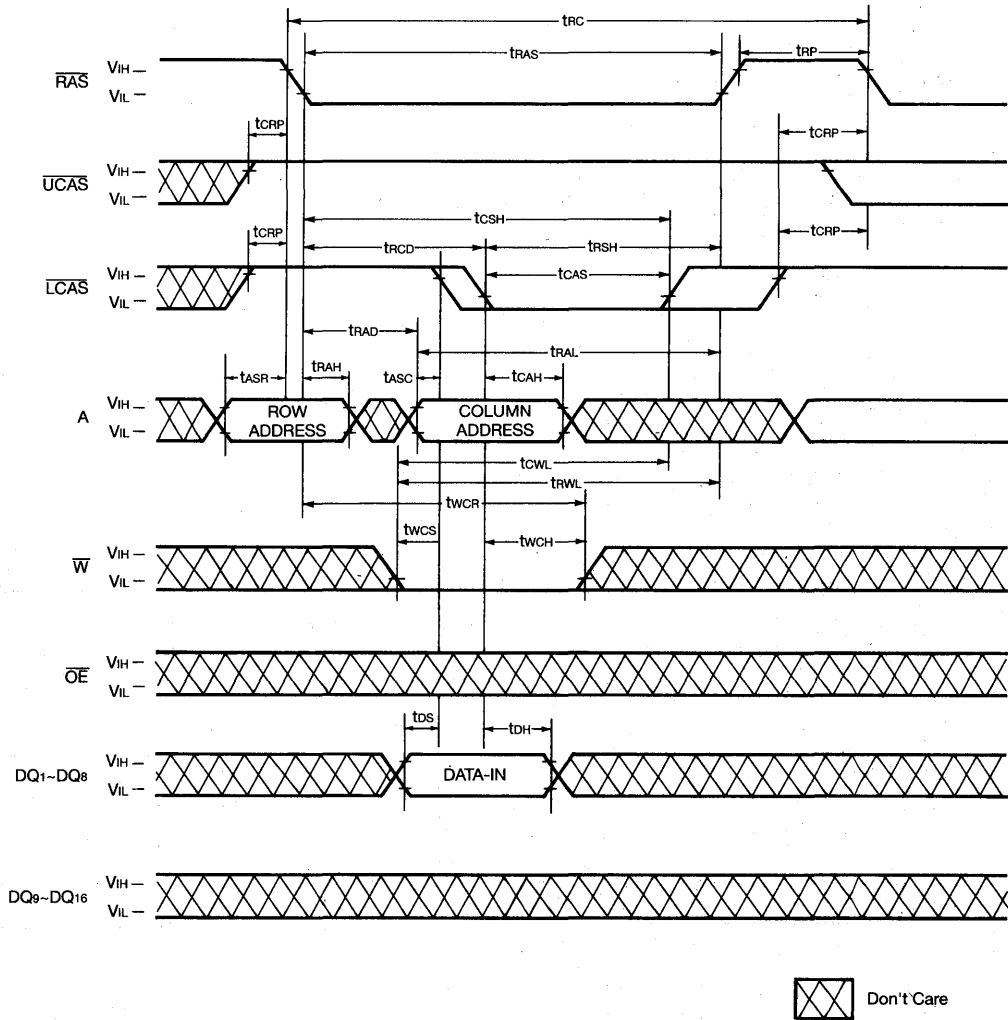 tRC
tRAS
tRP
RAS
VIH
VIL
tCRP
tCRP
UCAS
VIH
VIL
tCSH
tCRP
tCRP
tRCD
tRSH
LCAS
VIH
VIL
tCAS
tRAD
tRAL
tASR
tRAH
tASC
tCAH
A
VIH
VIL
ROW
ADDRESS
COLUMN
ADDRESS
tCWL
tRWL
tWCR
tWCS
tWCH
W
VIH
VIL
OE
VIH
VIL
tDS
tDH
DQ1~DQ8
VIH
VIL
DATA-IN
DQ9~DQ16
VIH
VIL
Don't Care